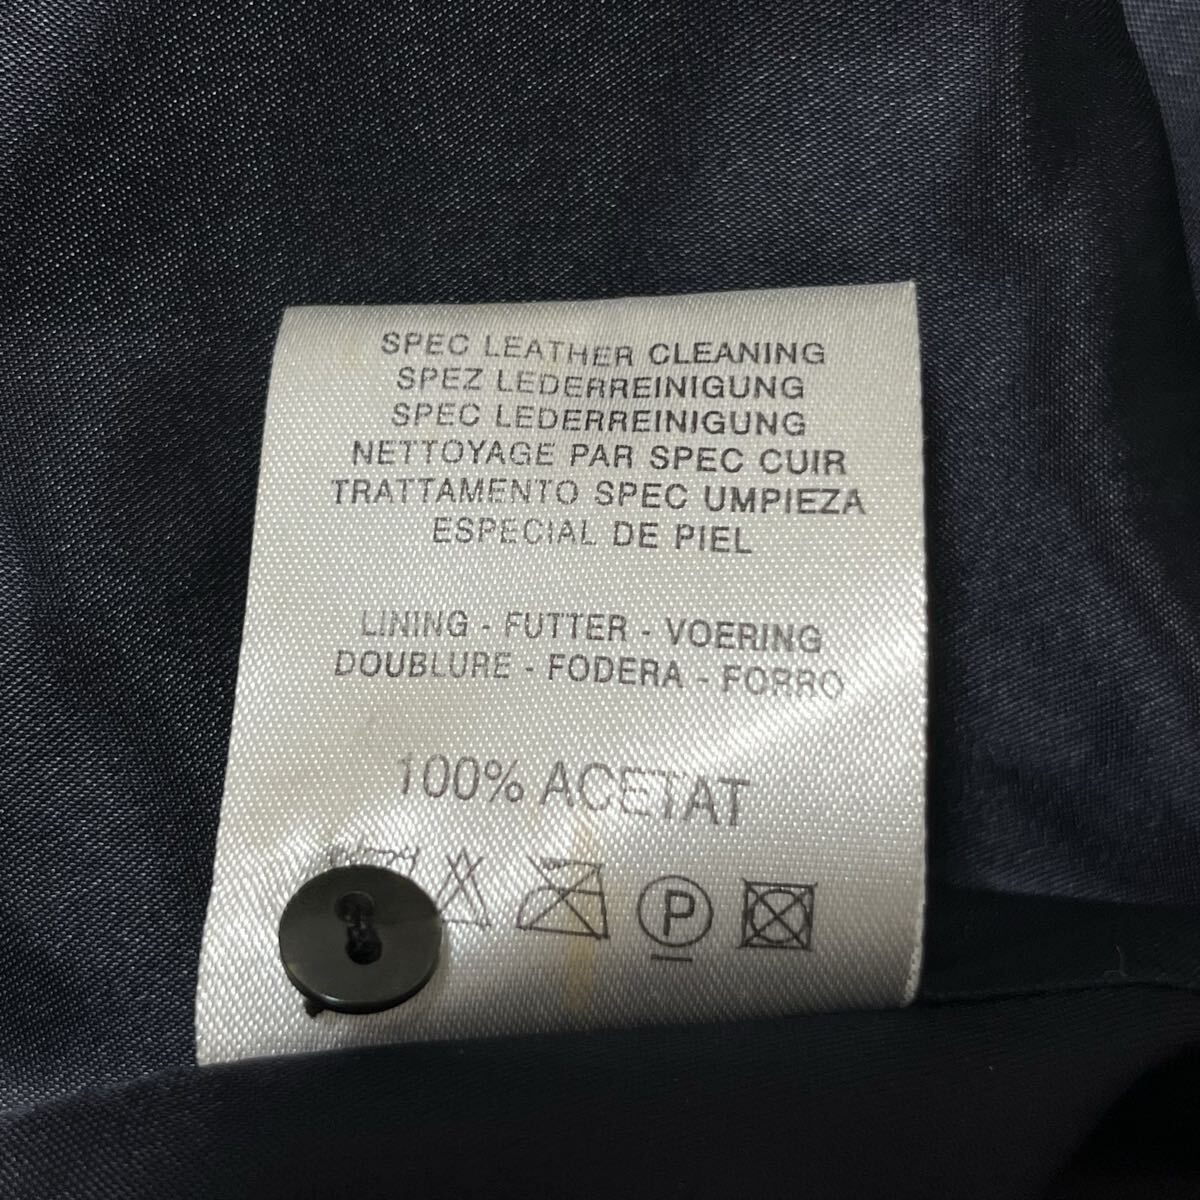 SPEC LEATHER CLEANING
SPEZ LEDERREINIGUNG
SPEC LEDERREINIGUNG
NETTOYAGE PAR SPEC CUIR
TRATTAMENTO SPEC UMPIEZA
ESPECIAL DE PIEL
LINING - FUTTER - VOERING
DOUBLURE - FODERA - FORRO
100% ACETAT
P